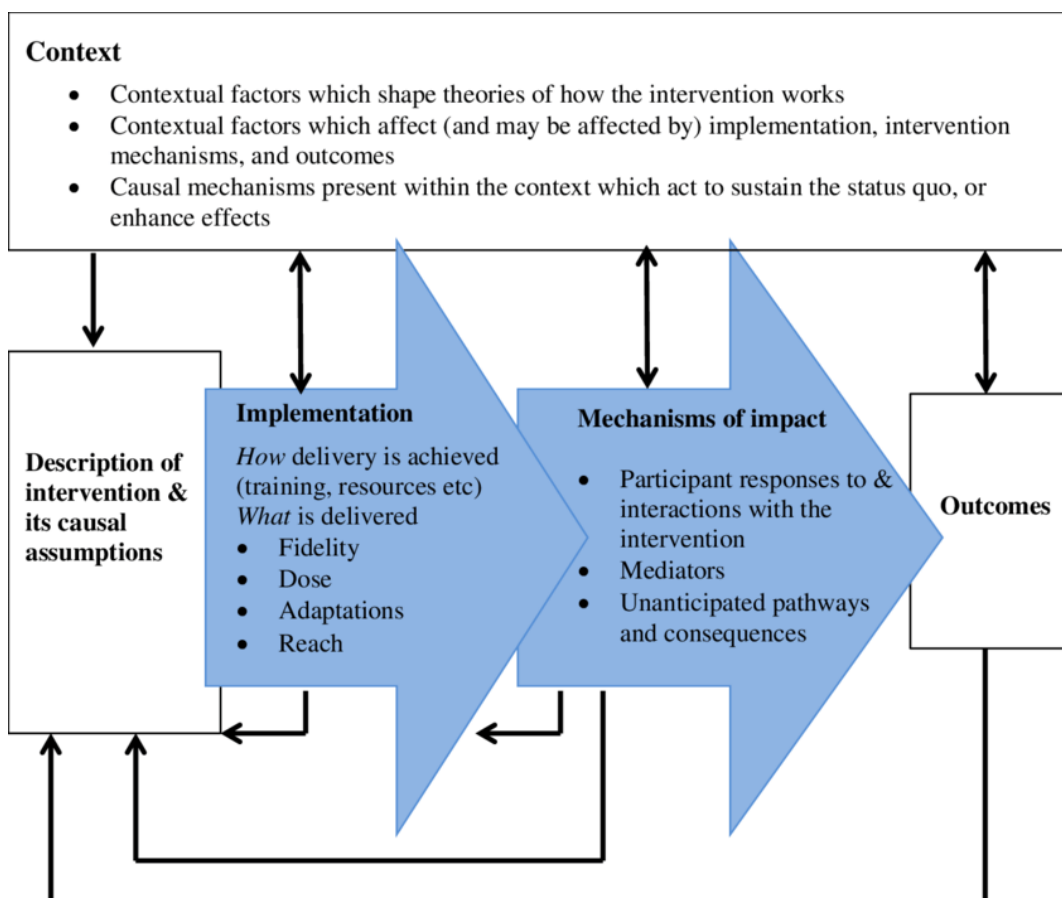 Context
• Contextual factors which shape theories of how the intervention works
• Contextual factors which affect (and may be affected by) implementation, intervention
mechanisms, and outcomes
• Causal mechanisms present within the context which act to sustain the status quo, or
enhance effects
Description of
intervention &
its causal
assumptions
Implementation
How delivery is achieved
(training, resources etc)
What is delivered
• Fidelity
• Dose
• Adaptations
• Reach
Mechanisms of impact
• Participant responses to &
interactions with the
intervention
• Mediators
• Unanticipated pathways
and consequences
Outcomes